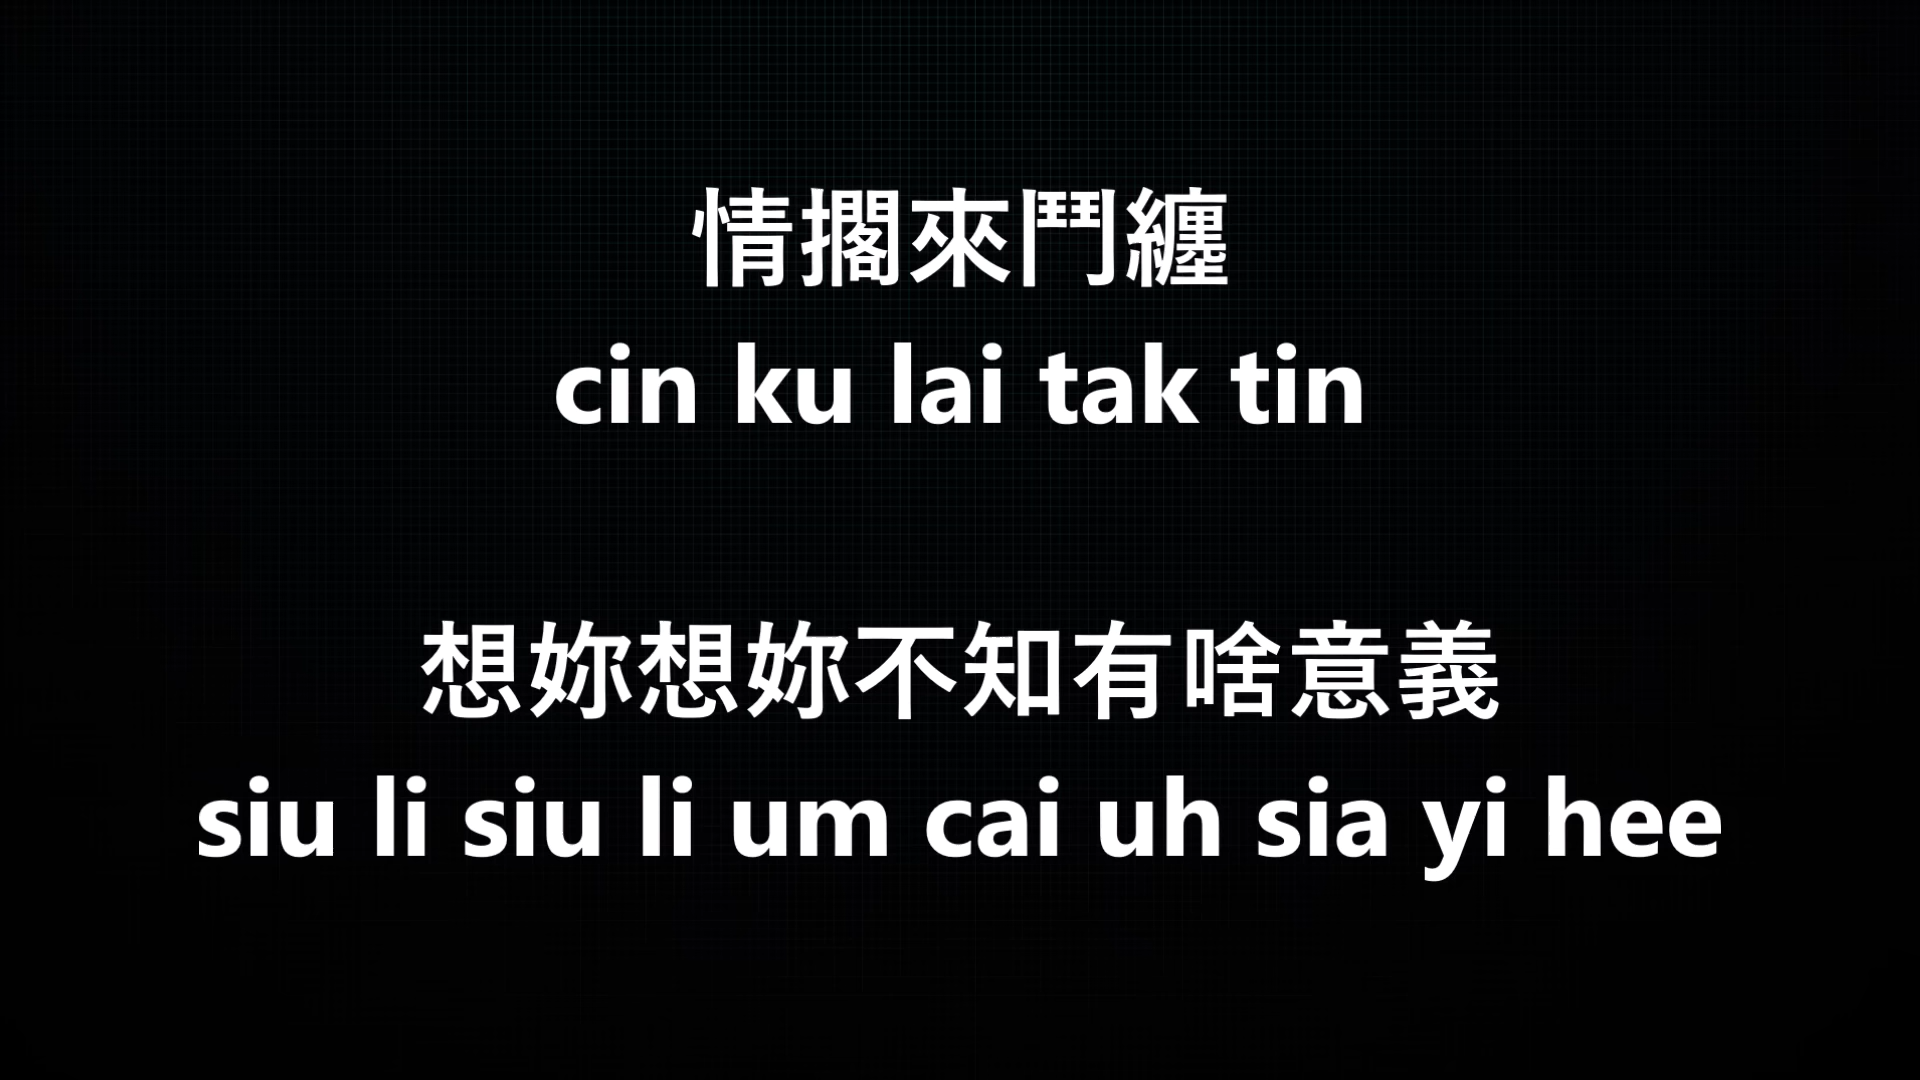 情擱來鬥纏
cin ku lai tak tin
想妳想妳不知有啥意義
siu li siu li um cai uh sia yi hee